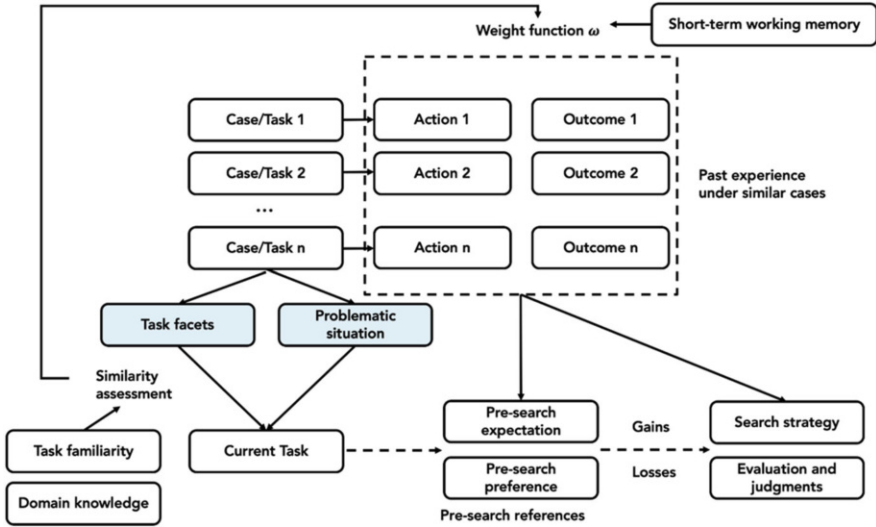 Weight function ω
Short-term working memory
Case/Task 1
Action 1
Outcome 1
Case/Task 2
Action 2
Outcome 2
...
Past experience
under similar cases
Case/Task n
Action n
Outcome n
Task facets
Problematic
situation
Similarity
assessment
Task familiarity
Domain knowledge
Current Task
Pre-search
expectation
Pre-search
preference
Pre-search references
Gains
Losses
Search strategy
Evaluation and
judgments